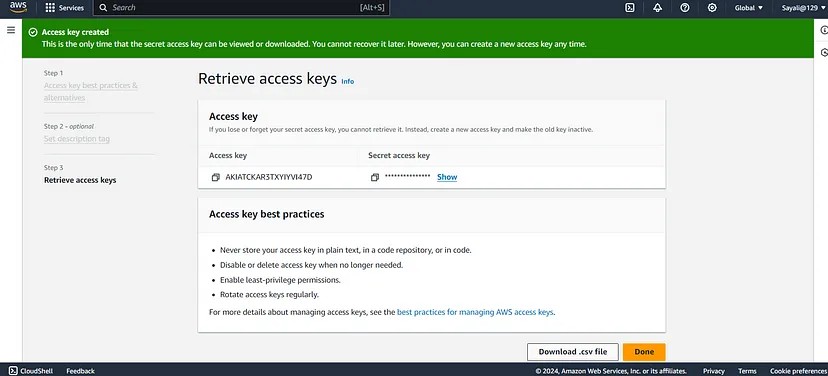 aws
Services
Search
[Alt+S]
Global
Sayali@129
Access key created
This is the only time that the secret access key can be viewed or downloaded. You cannot recover it later. However, you can create a new access key any time.
Step 1
Access key best practices &
alternatives
Step 2 - optional
Set description tag
Step 3
Retrieve access keys
Retrieve access keys Info
Access key
If you lose or forget your secret access key, you cannot retrieve it. Instead, create a new access key and make the old key inactive.
Access key Secret access key
AKIATCKAR3TXYIYVI47D *************** Show
Access key best practices
• Never store your access key in plain text, in a code repository, or in code.
• Disable or delete access key when no longer needed.
• Enable least-privilege permissions.
• Rotate access keys regularly.
For more details about managing access keys, see the best practices for managing AWS access keys.
Download .csv file
Done
CloudShell Feedback © 2024, Amazon Web Services, Inc. or its affiliates. Privacy Terms Cookie preferences